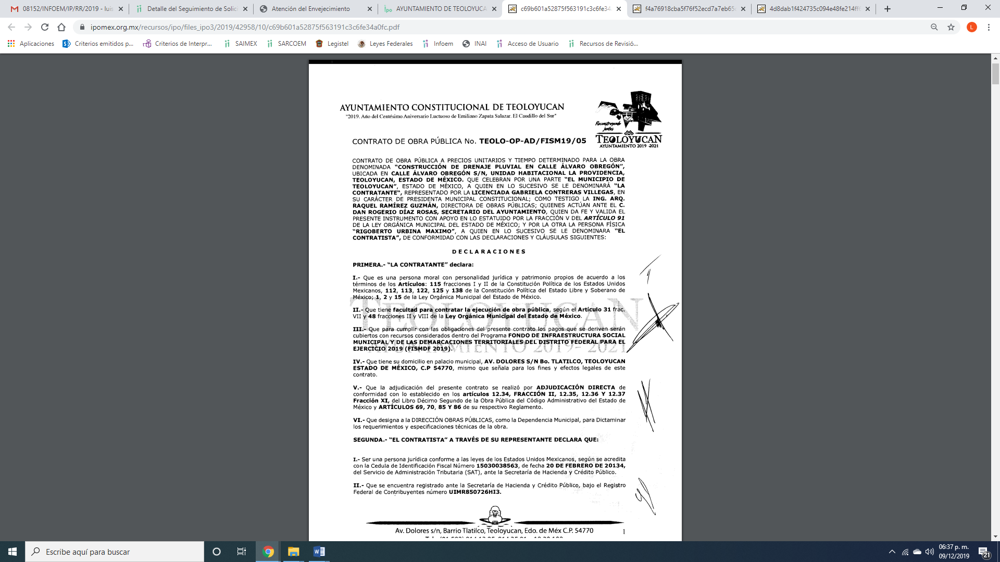 08152/INFOEM/IP/RR/2019 - luis
Detalle del Seguimiento de Solici
Atención del Envejecimiento
AYUNTAMIENTO DE TEOLOYUCA
c69b601a52875f563191c3c6fe34
f4a76918cba5f76f52ecd7a7eb65
4d8dab1f424735c094e48fe214ff
ipomex.org.mx/recursos/ipo/files_ipo3/2019/42958/10/c69b601a52875f563191c3c6fe34a0fc.pdf
L
Aplicaciones
Criterios emitidos p...
Criterios de Interpr...
SAIMEX
SARCOEM
Legistel
Leyes Federales
Infoem
INAI
Acceso de Usuario
Recursos de Revisió...
AYUNTAMIENTO CONSTITUCIONAL DE TEOLOYUCAN
"2019. Año del Centésimo Aniversario Luctuoso de Emiliano Zapata Salazar. El Caudillo del Sur"
Reconstruyendo
juntos
TEOLOYUCAN
AYUNTAMIENTO 2019 -2021
CONTRATO DE OBRA PÚBLICA No. TEOLO-OP-AD/FISM19/05
CONTRATO DE OBRA PÚBLICA A PRECIOS UNITARIOS Y TIEMPO DETERMINADO PARA LA OBRA
DENOMINADA "CONSTRUCCIÓN DE DRENAJE PLUVIAL EN CALLE ÁLVARO OBREGÓN",
UBICADA EN CALLE ÁLVARO OBREGÓN S/N, UNIDAD HABITACIONAL LA PROVIDENCIA,
TEOLOYUCAN, ESTADO DE MÉXICO. QUE CELEBRAN POR UNA PARTE "EL MUNICIPIO DE
TEOLOYUCAN", ESTADO DE MÉXICO, A QUIEN EN LO SUCESIVO SE LE DENOMINARÁ "LA
CONTRATANTE", REPRESENTADO POR LA LICENCIADA GABRIELA CONTRERAS VILLEGAS, EN
SU CARÁCTER DE PRESIDENTA MUNICIPAL CONSTITUCIONAL; COMO TESTIGO LA ING. ARQ.
RAQUEL RAMÍREZ GUZMÁN, DIRECTORA DE OBRAS PÚBLICAS; QUIENES ACTÚAN ANTE EL C.
DAN ROGERIO DÍAZ ROSAS, SECRETARIO DEL AYUNTAMIENTO, QUIEN DA FE Y VALIDA EL
PRESENTE INSTRUMENTO CON APOYO EN LO ESTATUIDO POR LA FRACCIÓN V DEL ARTÍCULO 91
DE LA LEY ORGÁNICA MUNICIPAL DEL ESTADO DE MÉXICO; Y POR LA OTRA LA PERSONA FÍSICA
"RIGOBERTO URBINA MAXIMO", A QUIEN EN LO SUCESIVO SE LE DENOMINARA "EL
CONTRATISTA", DE CONFORMIDAD CON LAS DECLARACIONES Y CLÁUSULAS SIGUIENTES:
D E C L A R A C I O N E S
PRIMERA.- "LA CONTRATANTE" declara:
I.- Que es una persona moral con personalidad jurídica y patrimonio propios de acuerdo a los
términos de los Artículos: 115 fracciones I y II de la Constitución Política de los Estados Unidos
Mexicanos, 112, 113, 122, 125 y 138 de la Constitución Política del Estado Libre y Soberano de
México; 1, 2 y 15 de la Ley Orgánica Municipal del Estado de México.
TEOLOYUCAN
II.- Que tiene facultad para contratar la ejecución de obra pública, según el Artículo 31 frac.
VII y 48 fracciones II y VIII de la Ley Orgánica Municipal del Estado de México.
III.- Que para cumplir con las obligaciones del presente contrato los pagos que se deriven serán
cubiertos con recursos considerados dentro del Programa FONDO DE INFRAESTRUCTURA SOCIAL
MUNICIPAL Y DE LAS DEMARCACIONES TERRITORIALES DEL DISTRITO FEDERAL PARA EL
EJERCICIO 2019 (FISMDF 2019).
AYUNTAMIENTO 2019- 2021
IV.- Que tiene su domicilio en palacio municipal, AV. DOLORES S/N Bo. TLATILCO, TEOLOYUCAN
ESTADO DE MÉXICO, C.P 54770, mismo que señala para los fines y efectos legales de este
contrato.
V.- Que la adjudicación del presente contrato se realizó por ADJUDICACIÓN DIRECTA de
conformidad con lo establecido en los artículos 12.34, FRACCIÓN II, 12.35, 12.36 Y 12.37
Fracción XI, del Libro Décimo Segundo de la Obra Pública del Código Administrativo del Estado de
México y ARTÍCULOS 69, 70, 85 Y 86 de su respectivo Reglamento.
VI.- Que designa a la DIRECCIÓN OBRAS PÚBLICAS, como la Dependencia Municipal, para Dictaminar
los requerimientos y especificaciones técnicas de la obra.
SEGUNDA.- "EL CONTRATISTA" A TRAVÉS DE SU REPRESENTANTE DECLARA QUE:
I.- Ser una persona jurídica conforme a las leyes de los Estados Unidos Mexicanos, según se acredita
con la Cedula de Identificación Fiscal Número 15030038563, de fecha 20 DE FEBRERO DE 20134,
del Servicio de Administración Tributaria (SAT), ante la Secretaría de Hacienda y Crédito Público.
II.- Que se encuentra registrado ante la Secretaría de Hacienda y Crédito Público, bajo el Registro
Federal de Contribuyentes número UIMR850726HI3.
Av. Dolores s/n, Barrio Tlatilco, Teoloyucan, Edo. de Méx C.P. 54770
1
Escribe aquí para buscar
06:37 p. m.
09/12/2019
21